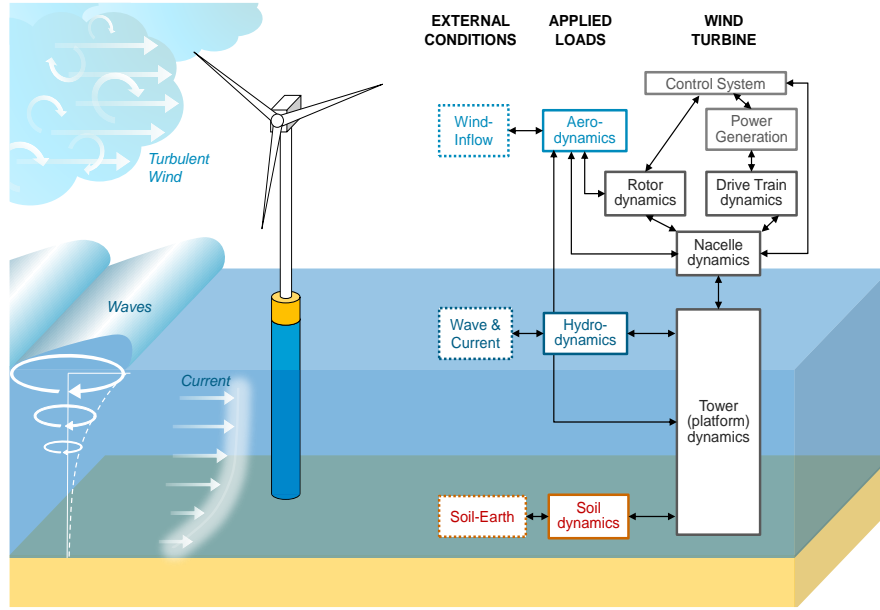 EXTERNAL
CONDITIONS
APPLIED
LOADS
WIND
TURBINE
Control System
Wind-
Inflow
Aero-
dynamics
Power
Generation
Turbulent
Wind
Rotor
dynamics
Drive Train
dynamics
Nacelle
dynamics
Waves
Wave &
Current
Hydro-
dynamics
Current
Tower
(platform)
dynamics
Soil-Earth
Soil
dynamics